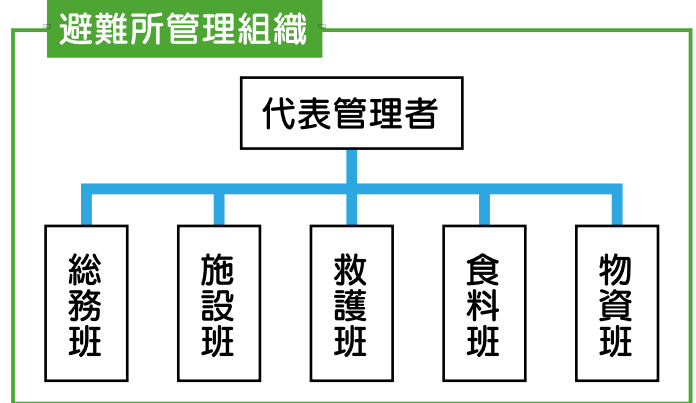 避難所管理組織
代表管理者
総務班
施設班
救護班
食料班
物資班